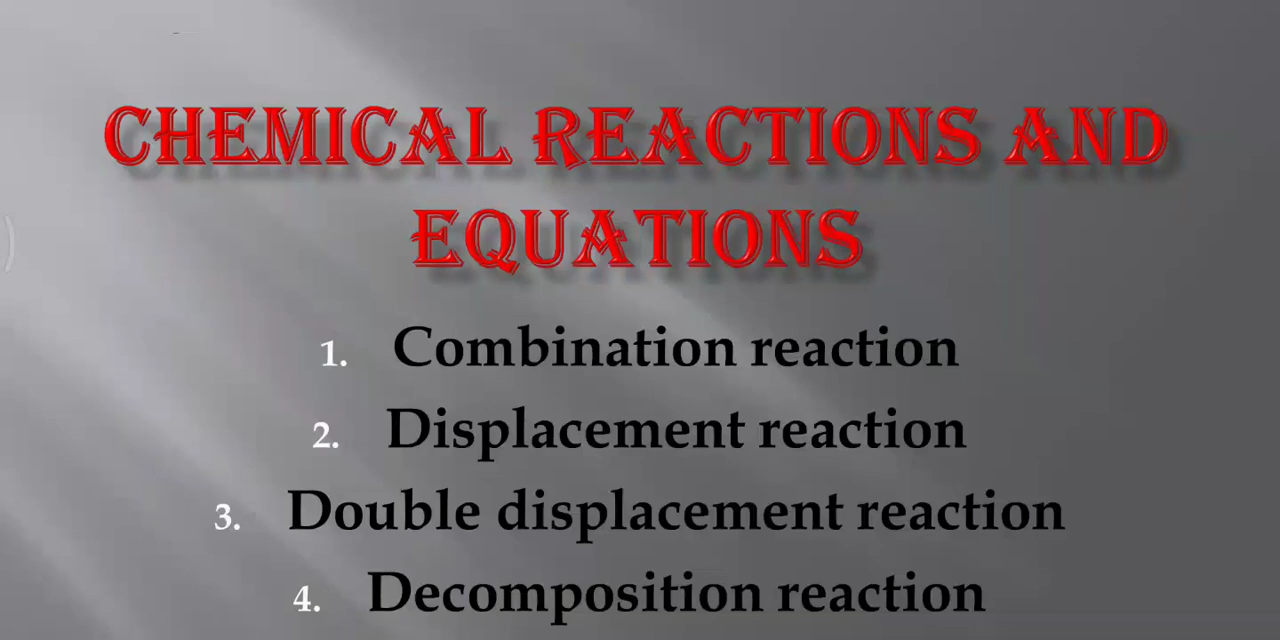 CHEMICAL REACTIONS AND
EQUATIONS
1. Combination reaction
2. Displacement reaction
3. Double displacement reaction
4. Decomposition reaction